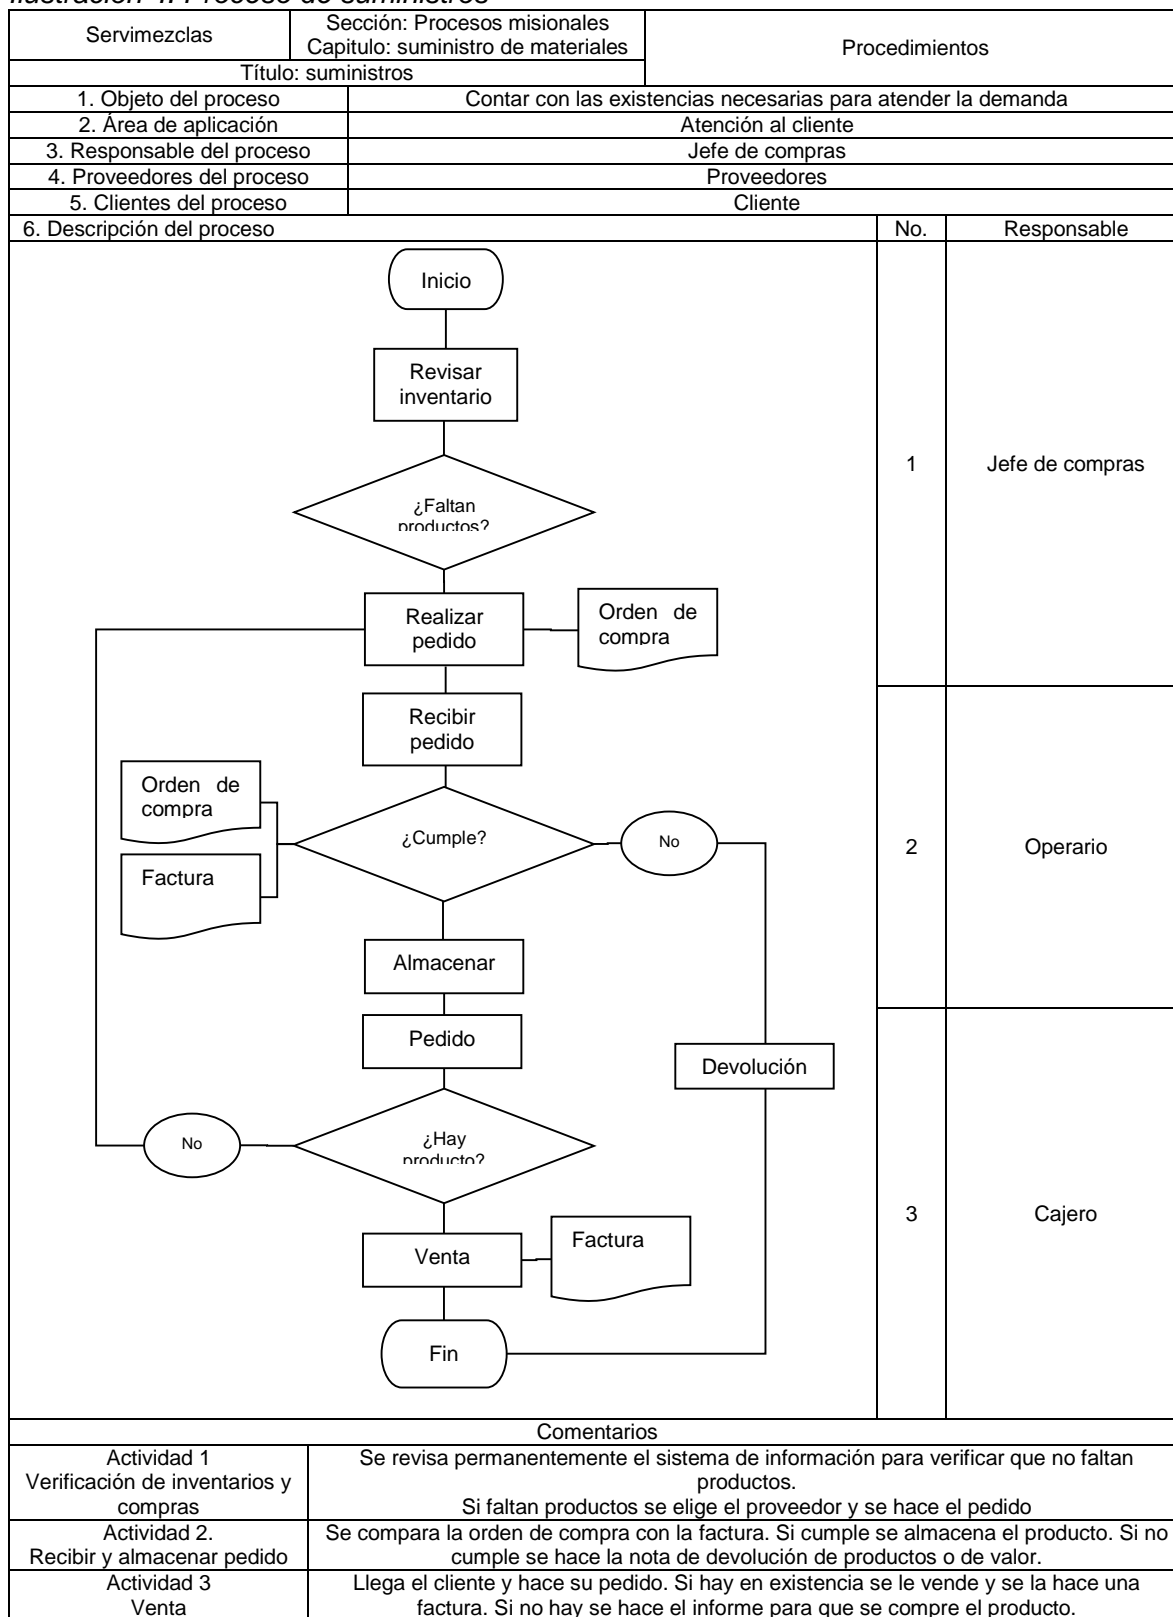 Ilustración 4. Proceso de suministros
Servimezclas
Sección: Procesos misionales
Capitulo: suministro de materiales
Procedimientos
Título: suministros
1. Objeto del proceso
Contar con las existencias necesarias para atender la demanda
2. Área de aplicación
Atención al cliente
3. Responsable del proceso
Jefe de compras
4. Proveedores del proceso
Proveedores
5. Clientes del proceso
Cliente
6. Descripción del proceso
No.
Responsable
Inicio
Revisar
inventario
¿Faltan
productos?
1
Jefe de compras
Realizar
pedido
Orden de
compra
Recibir
pedido
Orden de
compra
Factura
¿Cumple?
No
2
Operario
Almacenar
Pedido
Devolución
¿Hay
producto?
No
Venta
Factura
3
Cajero
Fin
Comentarios
Actividad 1
Verificación de inventarios y
compras
Se revisa permanentemente el sistema de información para verificar que no faltan
productos.
Si faltan productos se elige el proveedor y se hace el pedido
Actividad 2.
Recibir y almacenar pedido
Se compara la orden de compra con la factura. Si cumple se almacena el producto. Si no
cumple se hace la nota de devolución de productos o de valor.
Actividad 3
Venta
Llega el cliente y hace su pedido. Si hay en existencia se le vende y se la hace una
factura. Si no hay se hace el informe para que se compre el producto.